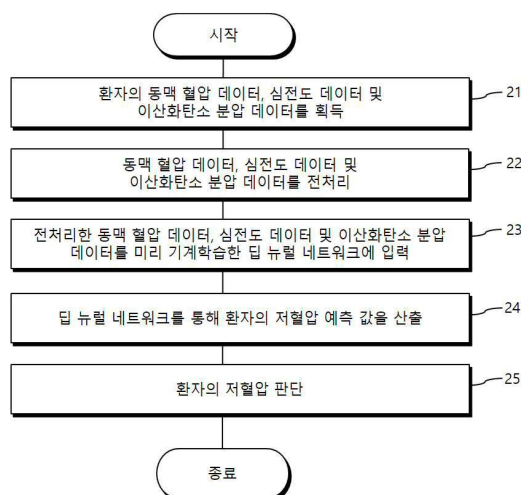 시작
환자의 동맥 혈압 데이터, 심전도 데이터 및
이산화탄소 분압 데이터를 획득
21
동맥 혈압 데이터, 심전도 데이터 및
이산화탄소 분압 데이터를 전처리
22
전처리한 동맥 혈압 데이터, 심전도 데이터 및 이산화탄소 분압
데이터를 미리 기계학습한 딥 뉴럴 네트워크에 입력
23
딥 뉴럴 네트워크를 통해 환자의 저혈압 예측 값을 산출
24
환자의 저혈압 판단
25
종료